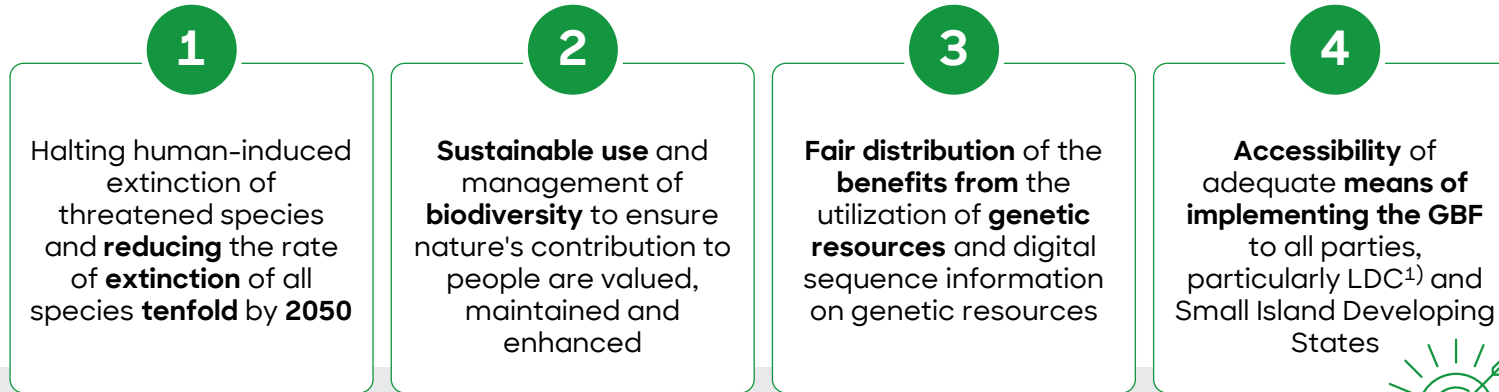 1
Halting human-induced
extinction of
threatened species
and reducing the rate
of extinction of all
species tenfold by 2050
2
Sustainable use and
management of
biodiversity to ensure
nature's contribution to
people are valued,
maintained and
enhanced
3
Fair distribution of the
benefits from the
utilization of genetic
resources and digital
sequence information
on genetic resources
4
Accessibility of
adequate means of
implementing the GBF
to all parties,
particularly LDC1) and
Small Island Developing
States